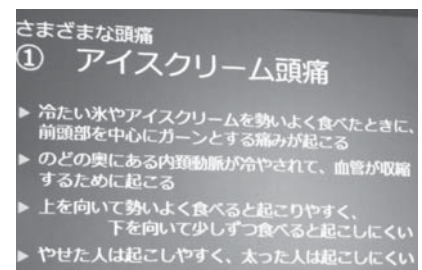 さまざまな頭痛
① アイスクリーム頭痛
▶ 冷たい氷やアイスクリームを勢いよく食べたときに、
前頭部を中心にガーンとする痛みが起こる
▶ のどの奥にある内頚動脈が冷やされて、血管が収縮
するために起こる
▶ 上を向いて勢いよく食べると起こりやすく、
下を向いて少しずつ食べると起こしにくい
▶ やせた人は起こしやすく、太った人は起こしにくい